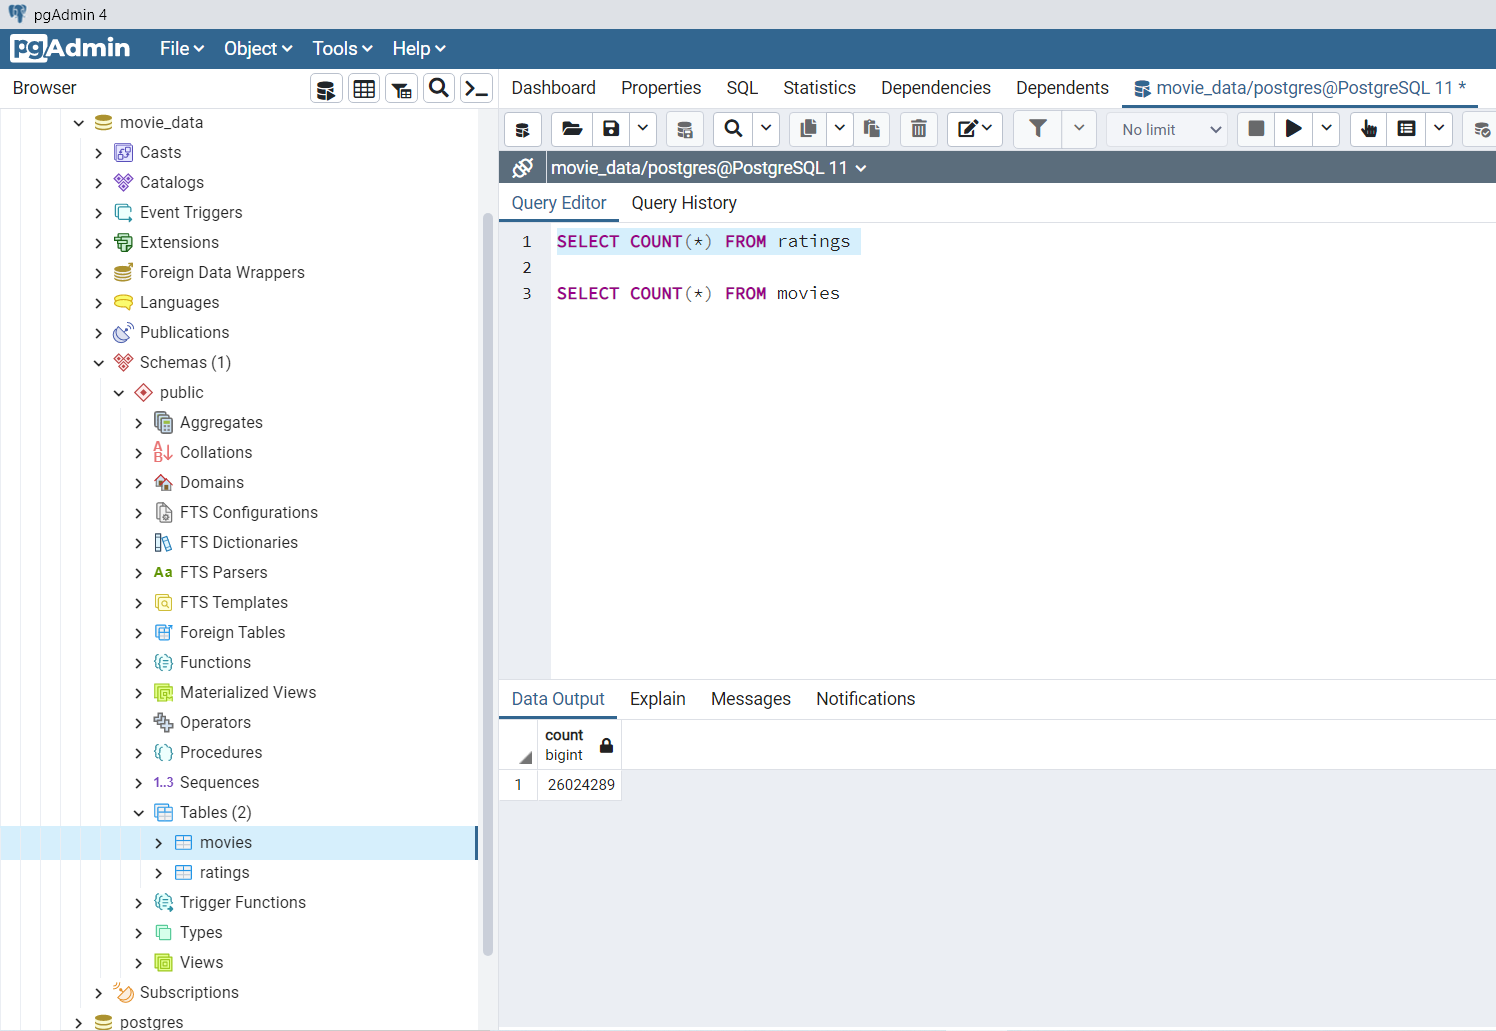 pgAdmin 4
pgAdmin File Object Tools Help
Browser
Dashboard Properties SQL Statistics Dependencies Dependents movie_data/postgres@PostgreSQL 11 *
No limit
movie_data/postgres@PostgreSQL 11
Query Editor Query History
1 SELECT COUNT(*) FROM ratings
2
3 SELECT COUNT(*) FROM movies
Data Output Explain Messages Notifications
count
bigint
1 26024289
movie_data
Casts
Catalogs
Event Triggers
Extensions
Foreign Data Wrappers
Languages
Publications
Schemas (1)
public
Aggregates
Collations
Domains
FTS Configurations
FTS Dictionaries
Aa FTS Parsers
FTS Templates
Foreign Tables
Functions
Materialized Views
Operators
Procedures
1..3 Sequences
Tables (2)
movies
ratings
Trigger Functions
Types
Views
Subscriptions
postgres